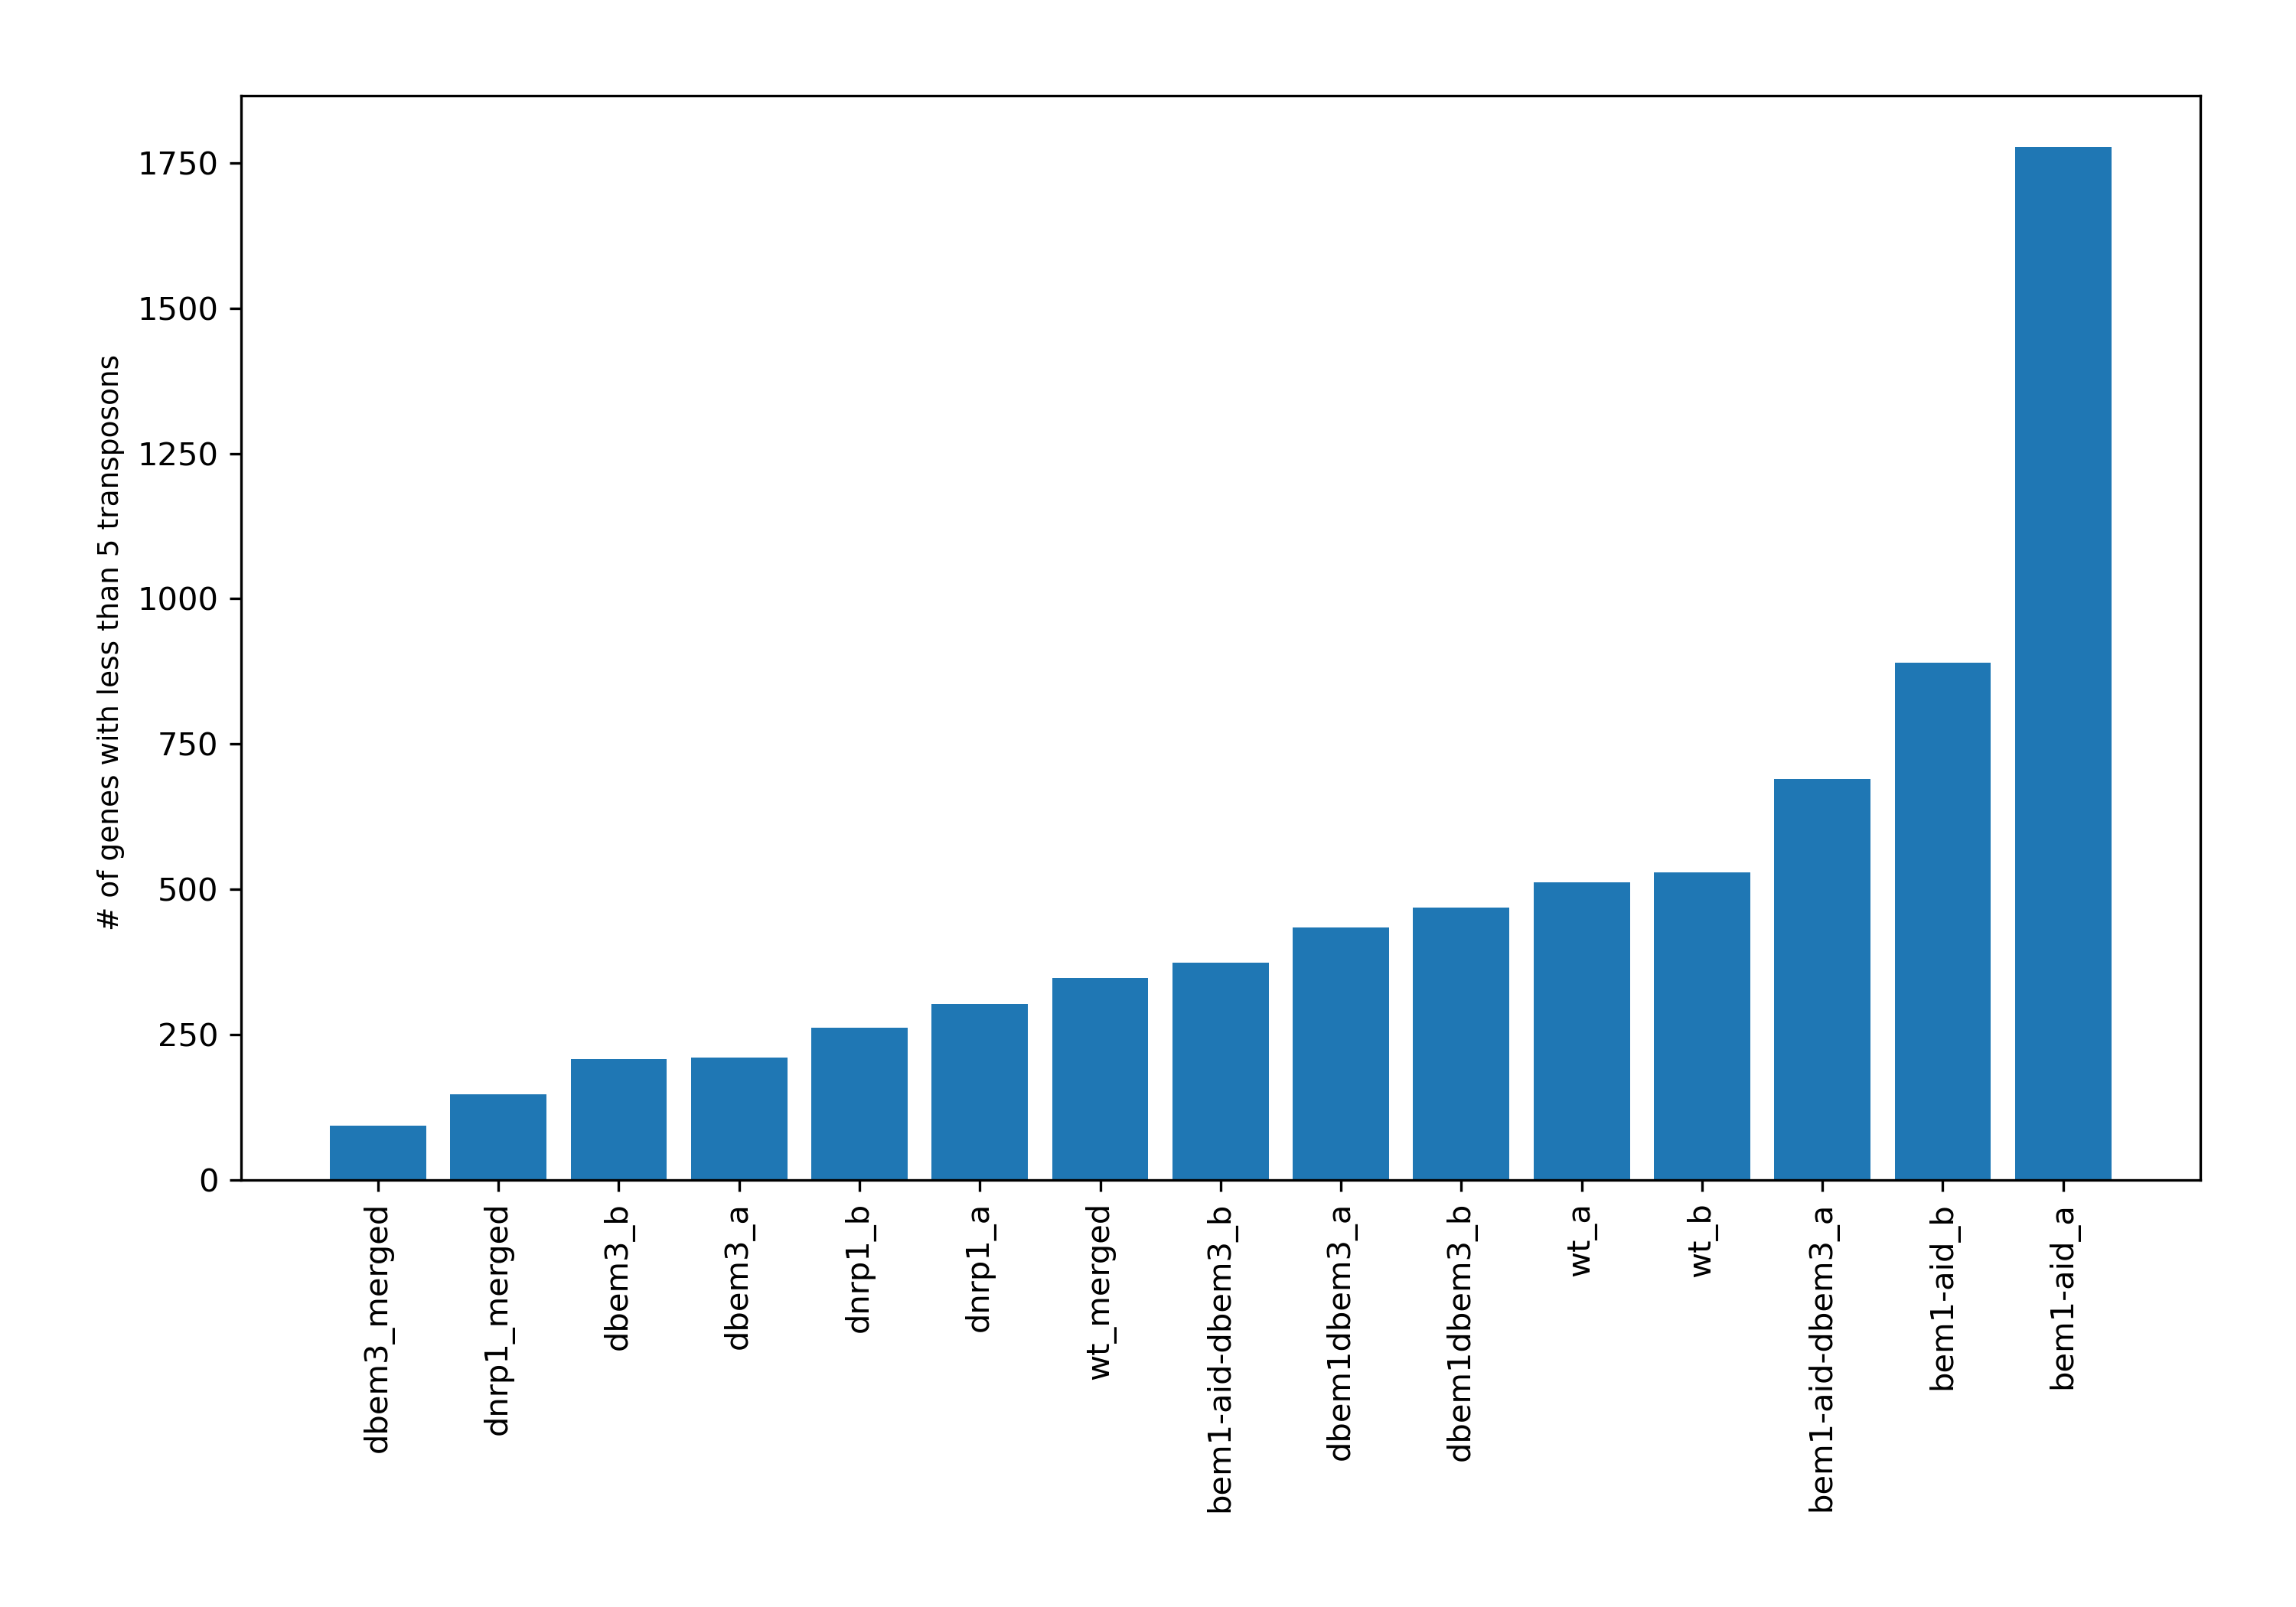 # of genes with less than 5 transposons
1750
1500
1250
1000
750
500
250
0
dbem3_merged
dnrp1_merged
dbem3_b
dbem3_a
dnrp1_b
dnrp1_a
wt_merged
bem1-aid-dbem3_b
dbem1dbem3_a
dbem1dbem3_b
wt_a
wt_b
bem1-aid-dbem3_a
bem1-aid_b
bem1-aid_a